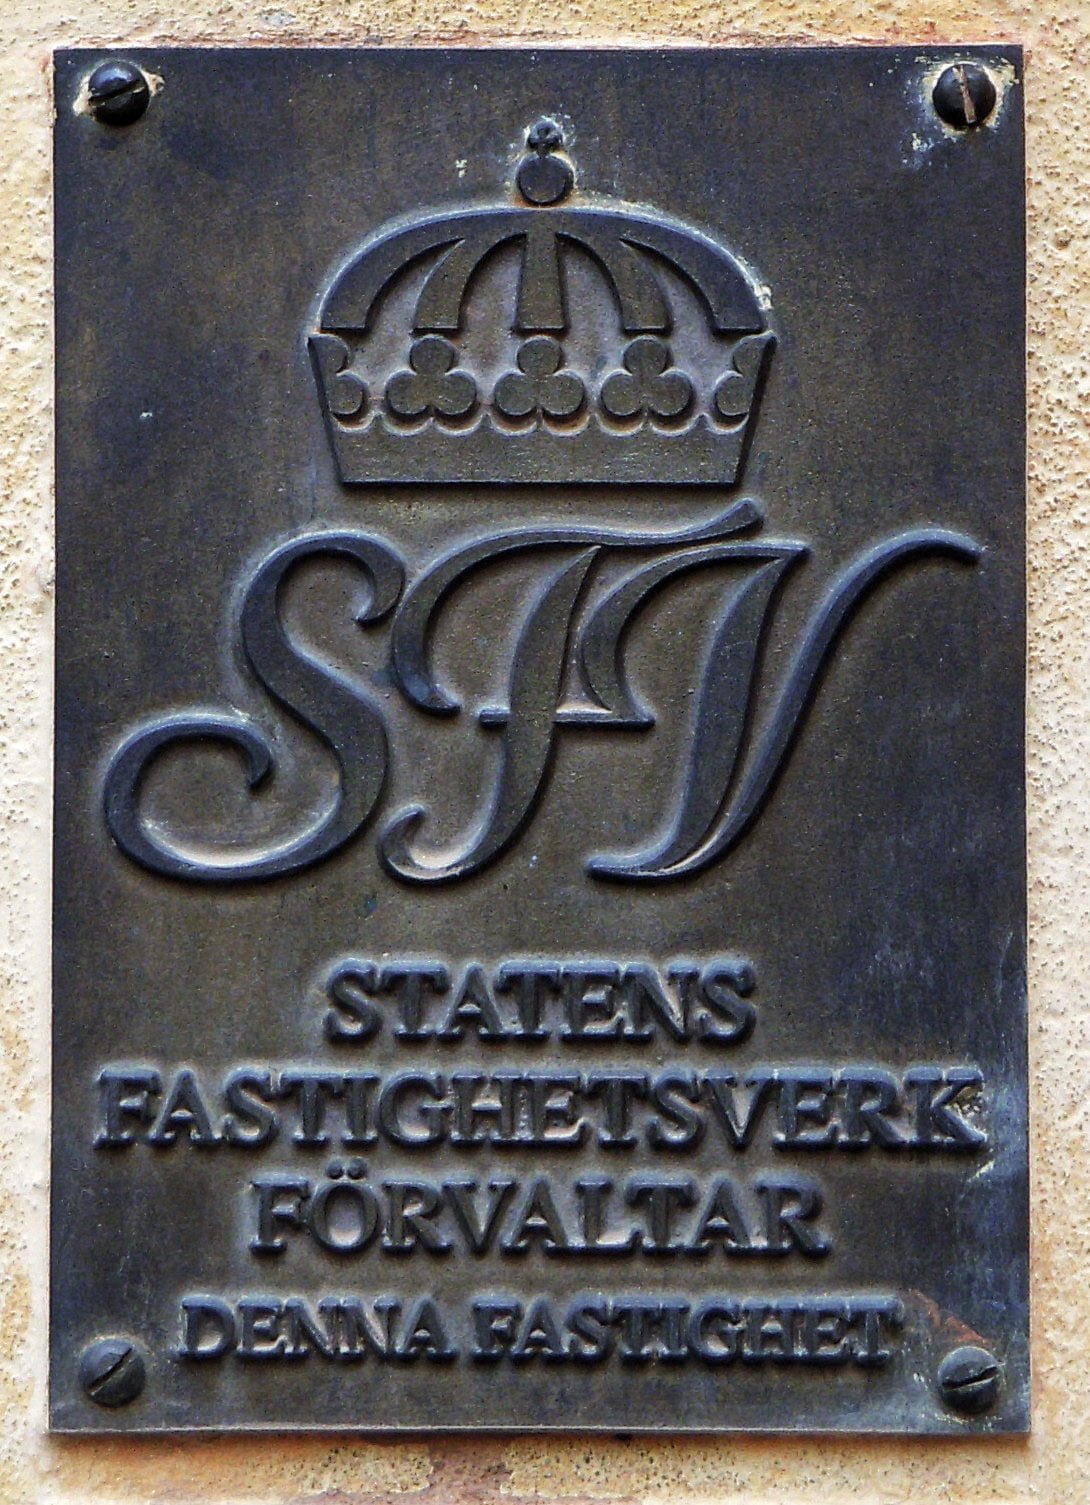 SFV
STATENS
FASTIGHETSVERK
FÖRVALTAR
DENNA FASTIGHET